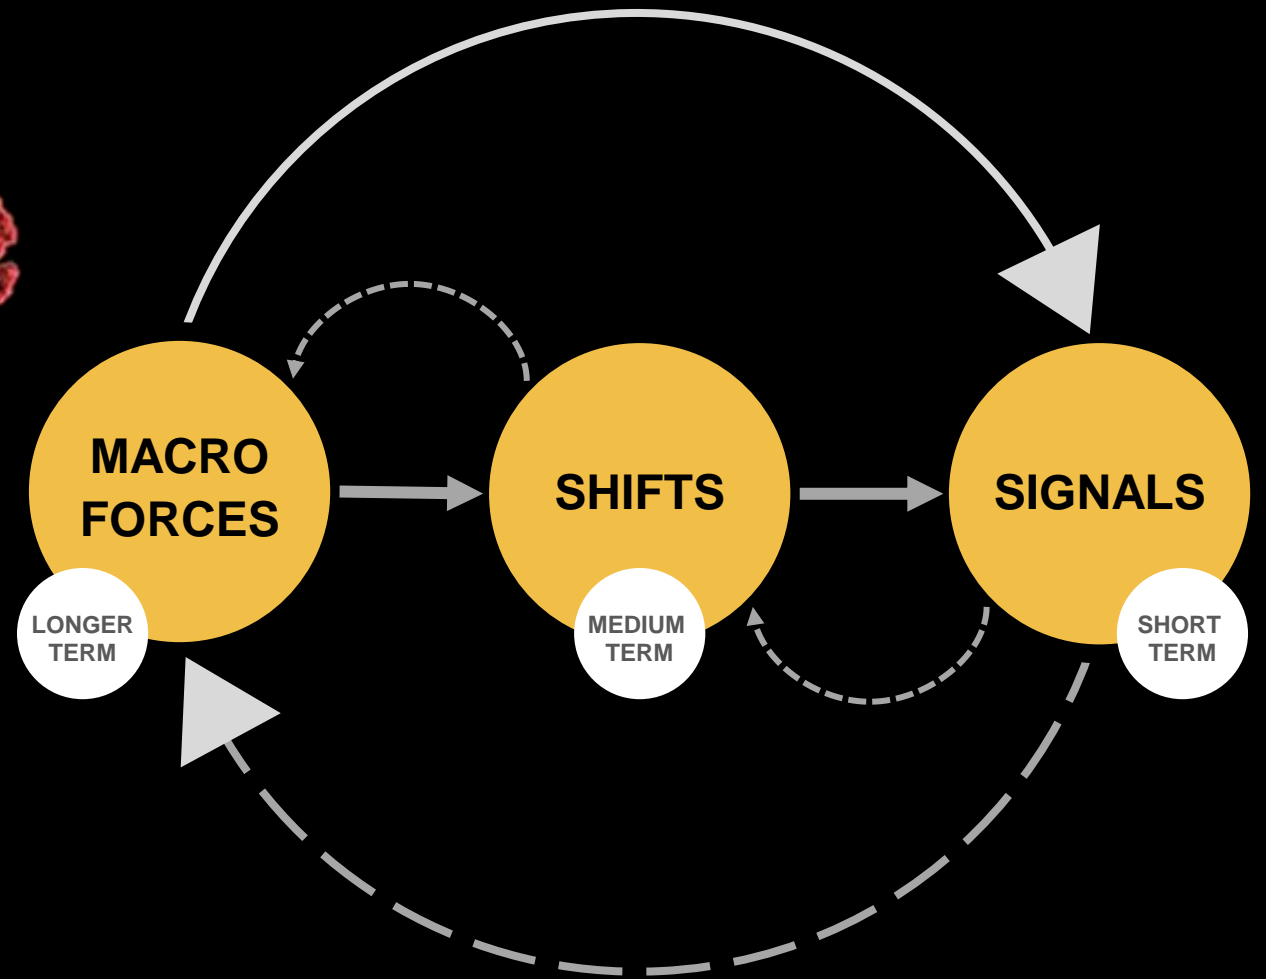 MACRO
FORCES
SHIFTS
SIGNALS
LONGER
TERM
MEDIUM
TERM
SHORT
TERM